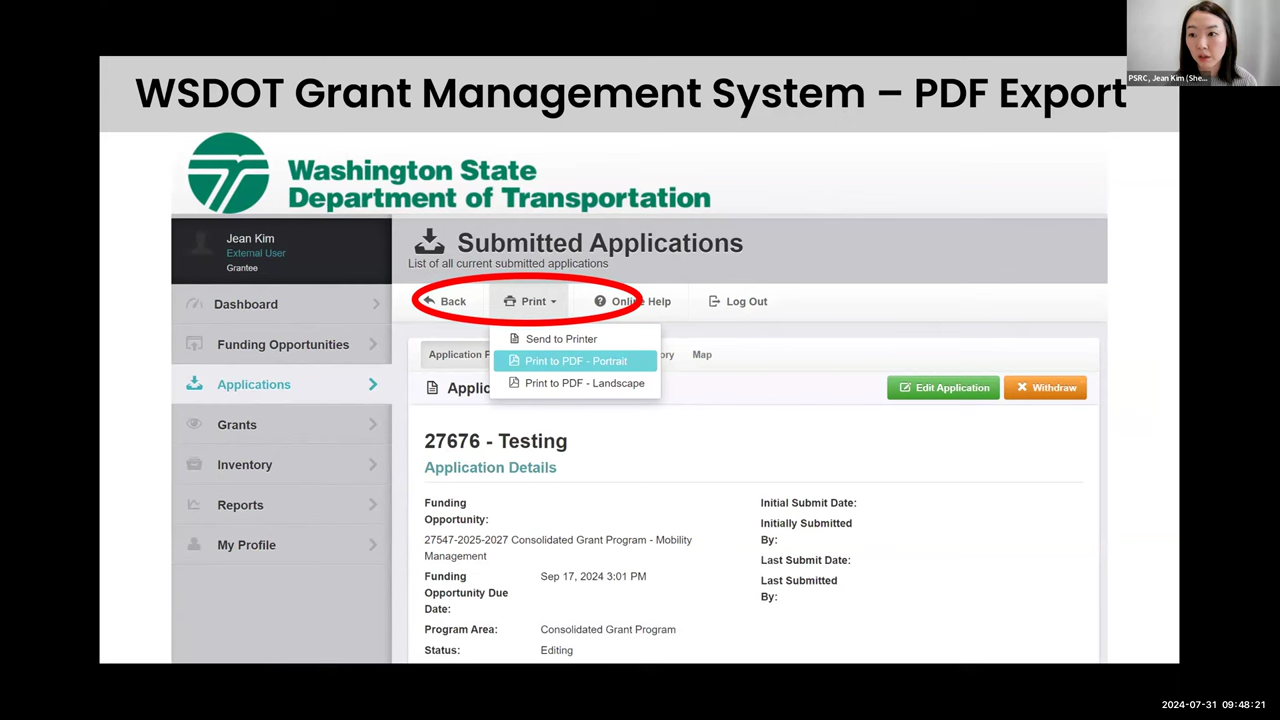 WSDOT Grant Management System – PDF Export
PSRC, Jean Kim (She...
Washington State
Department of Transportation
Jean Kim
External User
Grantee
Submitted Applications
List of all current submitted applications
Back
Print
Online Help
Log Out
Dashboard
Funding Opportunities
Applications
Grants
Inventory
Reports
My Profile
Send to Printer
Print to PDF - Portrait
Print to PDF - Landscape
Application P
ory
Map
Applic
Edit Application
Withdraw
27676 - Testing
Application Details
Funding
Opportunity:
27547-2025-2027 Consolidated Grant Program - Mobility
Management
Funding
Opportunity Due
Date:
Sep 17, 2024 3:01 PM
Program Area:
Consolidated Grant Program
Status:
Editing
Initial Submit Date:
Initially Submitted
By:
Last Submit Date:
Last Submitted
By:
2024-07-31 09:48:21